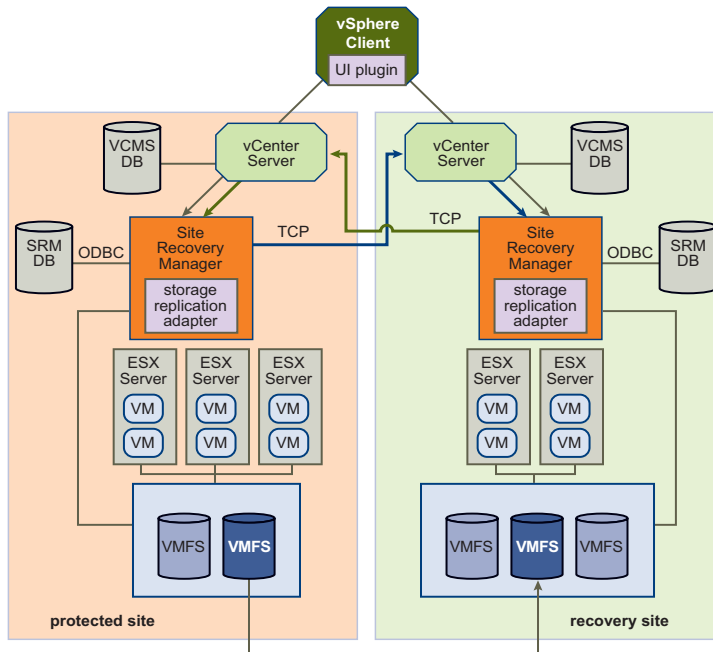 vSphere
Client
UI plugin
VCMS
DB
vCenter
Server
vCenter
Server
VCMS
DB
SRM
DB
ODBC
Site
Recovery
Manager
storage
replication
adapter
TCP
TCP
Site
Recovery
Manager
storage
replication
adapter
ODBC
SRM
DB
ESX
Server
VM
VM
ESX
Server
VM
VM
ESX
Server
VM
VM
ESX
Server
VM
VM
ESX
Server
VM
VM
VMFS
VMFS
VMFS
VMFS
VMFS
protected site
recovery site